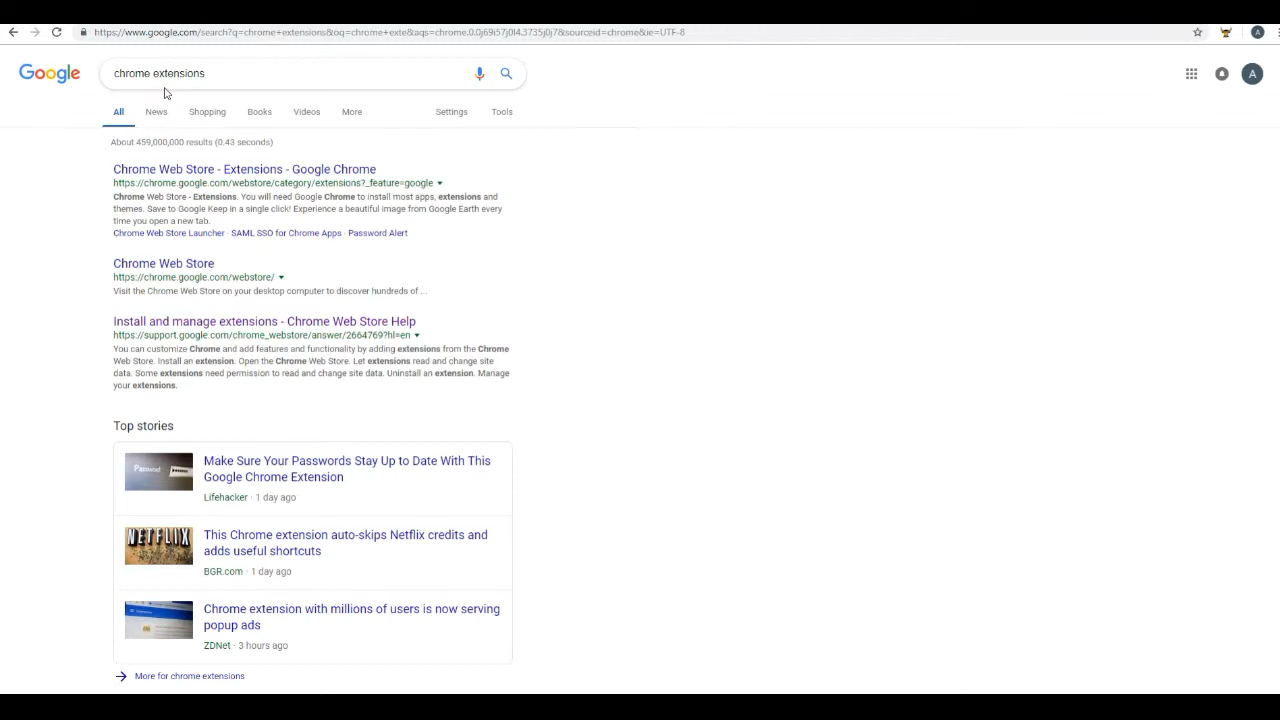 https://www.google.com/search?q=chrome+extensions&oq=chrome+exte&aqs=chrome.0.0j69i57j0l4.3735j0j7&sourceid=chrome&ie=UTF-8
A
Google
chrome extensions
A
All News Shopping Books Videos More Settings Tools
About 459,000,000 results (0.43 seconds)
Chrome Web Store - Extensions - Google Chrome
https://chrome.google.com/webstore/category/extensions?_feature=google
Chrome Web Store - Extensions. You will need Google Chrome to install most apps, extensions and
themes. Save to Google Keep in a single click! Experience a beautiful image from Google Earth every
time you open a new tab.
Chrome Web Store Launcher · SAML SSO for Chrome Apps · Password Alert
Chrome Web Store
https://chrome.google.com/webstore/
Visit the Chrome Web Store on your desktop computer to discover hundreds of ...
Install and manage extensions - Chrome Web Store Help
https://support.google.com/chrome_webstore/answer/2664769?hl=en
You can customize Chrome and add features and functionality by adding extensions from the Chrome
Web Store. Install an extension. Open the Chrome Web Store. Let extensions read and change site
data. Some extensions need permission to read and change site data. Uninstall an extension. Manage
your extensions.
Top stories
Make Sure Your Passwords Stay Up to Date With This
Google Chrome Extension
Lifehacker · 1 day ago
NETFLIX
This Chrome extension auto-skips Netflix credits and
adds useful shortcuts
BGR.com · 1 day ago
Chrome extension with millions of users is now serving
popup ads
ZDNet · 3 hours ago
More for chrome extensions